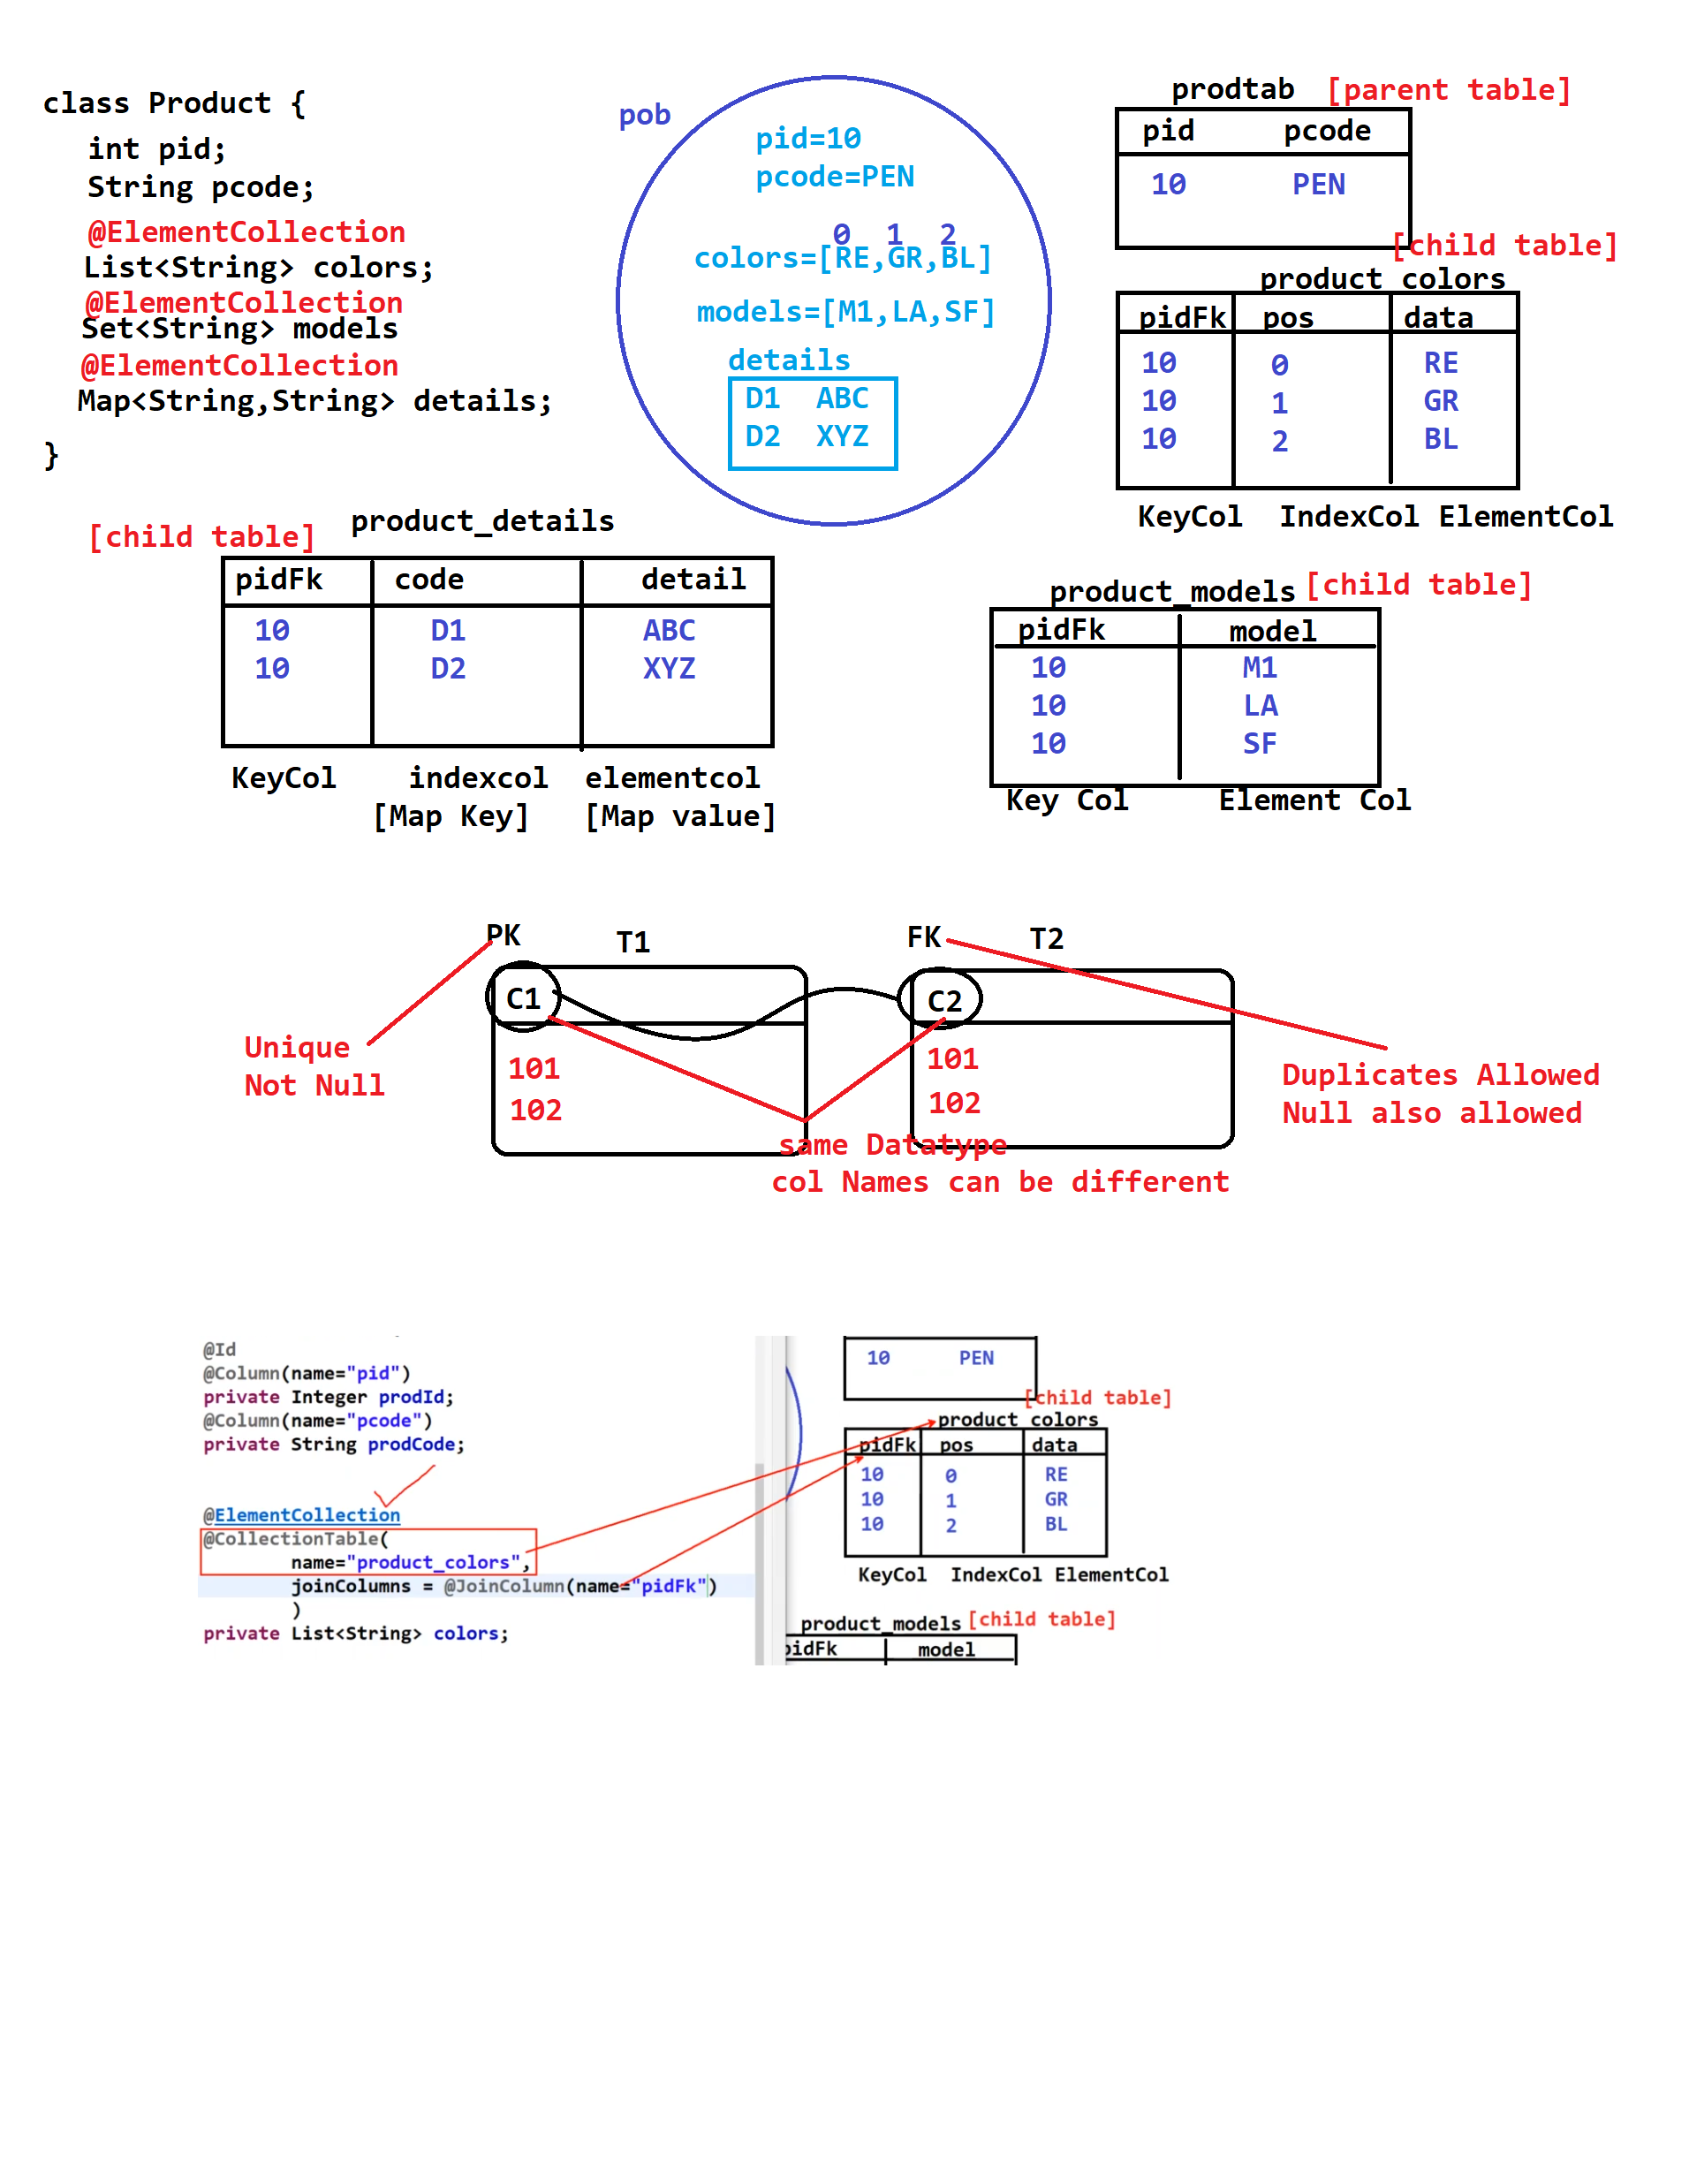 class Product {
int pid;
String pcode;
@ElementCollection
List<String> colors;
@ElementCollection
Set<String> models
@ElementCollection
Map<String,String> details;
}
pob
pid=10
pcode=PEN
0 1 2
colors=[RE,GR,BL]
models=[M1,LA,SF]
details
D1 ABC
D2 XYZ
prodtab [parent table]
pid pcode
10 PEN
[child table]
product_colors
pidFk pos data
10 0 RE
10 1 GR
10 2 BL
KeyCol IndexCol ElementCol
[child table] product_details
pidFk code detail
10 D1 ABC
10 D2 XYZ
KeyCol indexcol elementcol
[Map Key] [Map value]
product_models [child table]
pidFk model
10 M1
10 LA
10 SF
Key Col Element Col
PK T1 FK T2
C1 C2
Unique
Not Null
101
102
101
102
Duplicates Allowed
Null also allowed
same Datatype
col Names can be different
@Id
@Column(name="pid")
private Integer prodId;
@Column(name="pcode")
private String prodCode;
@ElementCollection
@CollectionTable(
name="product_colors",
joinColumns = @JoinColumn(name="pidFk")
)
private List<String> colors;
10 PEN
[child table]
product_colors
pidFk pos data
10 0 RE
10 1 GR
10 2 BL
KeyCol IndexCol ElementCol
product_models [child table]
pidFk model